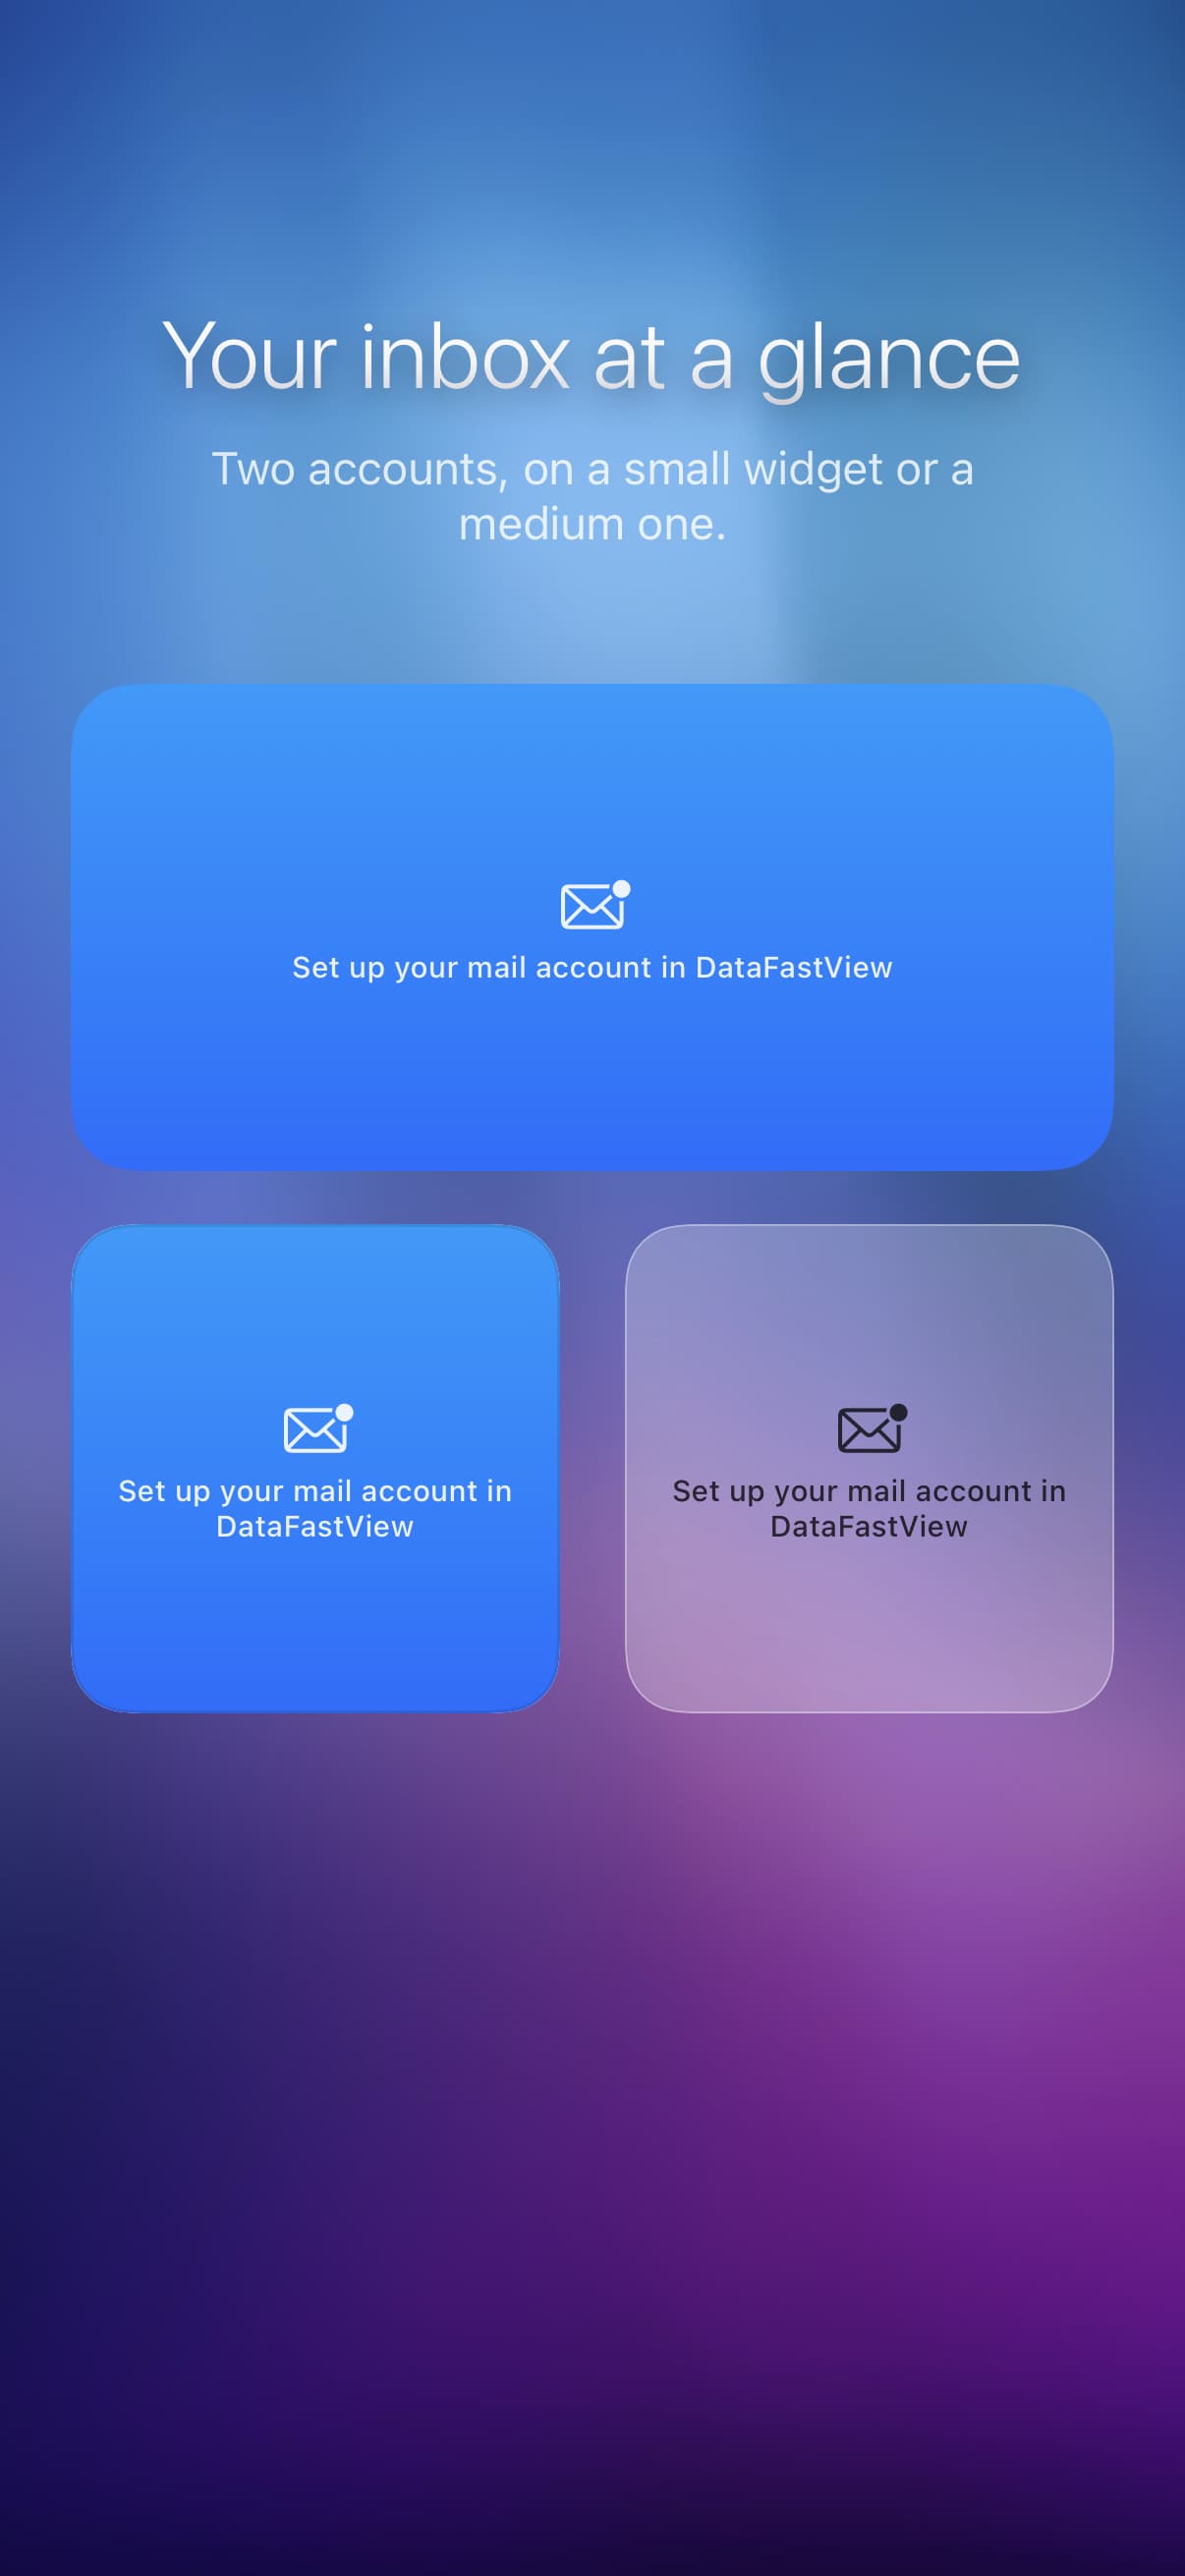 Your inbox at a glance
Two accounts, on a small widget or a
medium one.
Set up your mail account in DataFastView
Set up your mail account in
DataFastView
Set up your mail account in
DataFastView